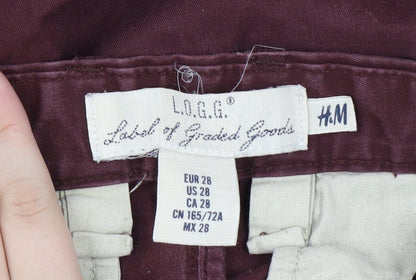 L.O.G.G.®
Label of Graded Goods
H&M
EUR 28
US 28
CA 28
CN 165/72A
MX 28